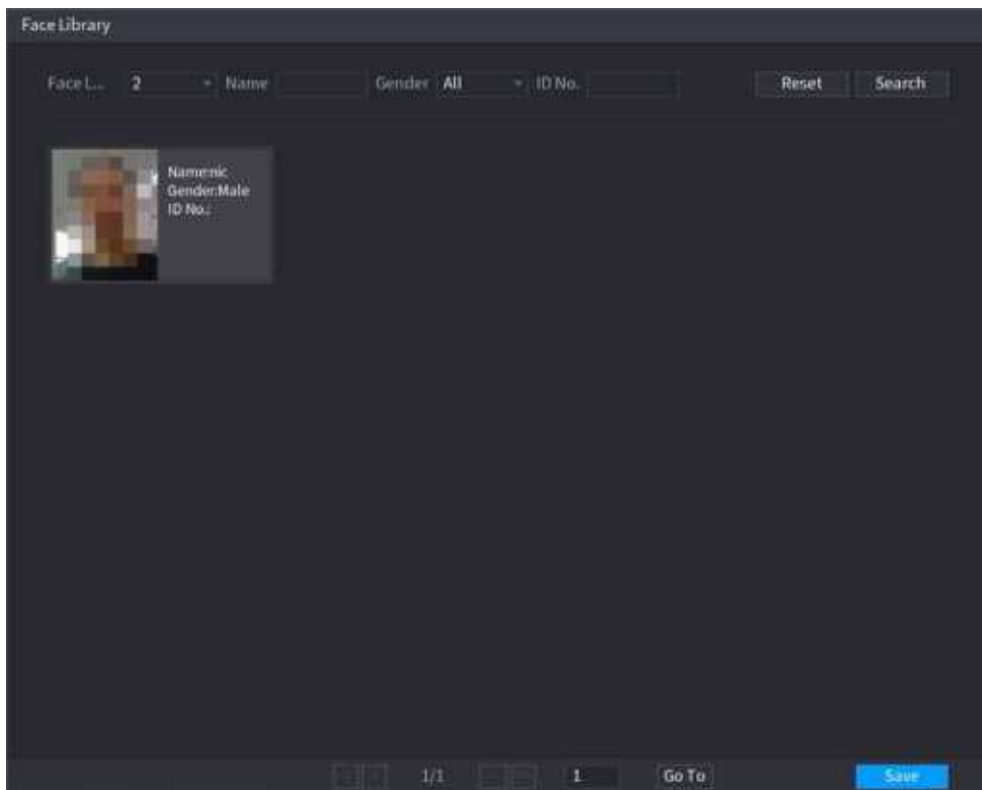 Face Library
Face L... 2 Name Gender All ID No. Reset Search
Name:nic
Gender:Male
ID No.:
1/1 1 Go To Save